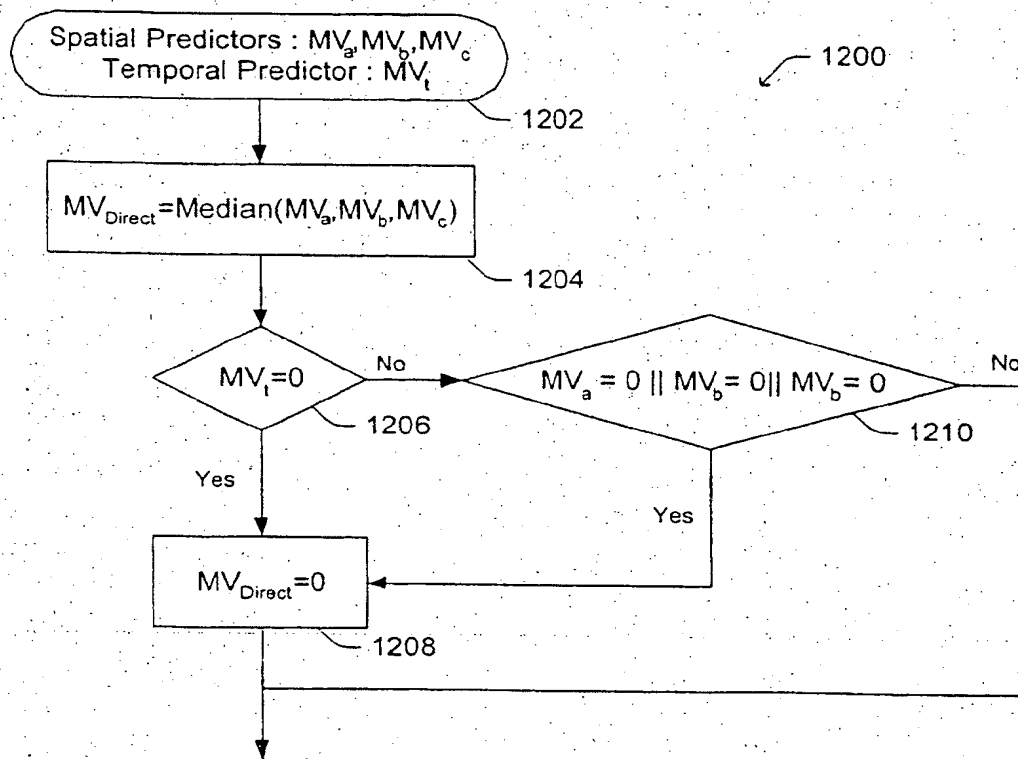 Spatial Predictors : MVa,MVb,MVc
Temporal Predictor : MVt
1200
1202
MVDirect=Median(MVa,MVb,MVc)
1204
MVt=0
No
MVa = 0 || MVb = 0|| MVb = 0
No
1206
1210
Yes
Yes
MVDirect=0
1208